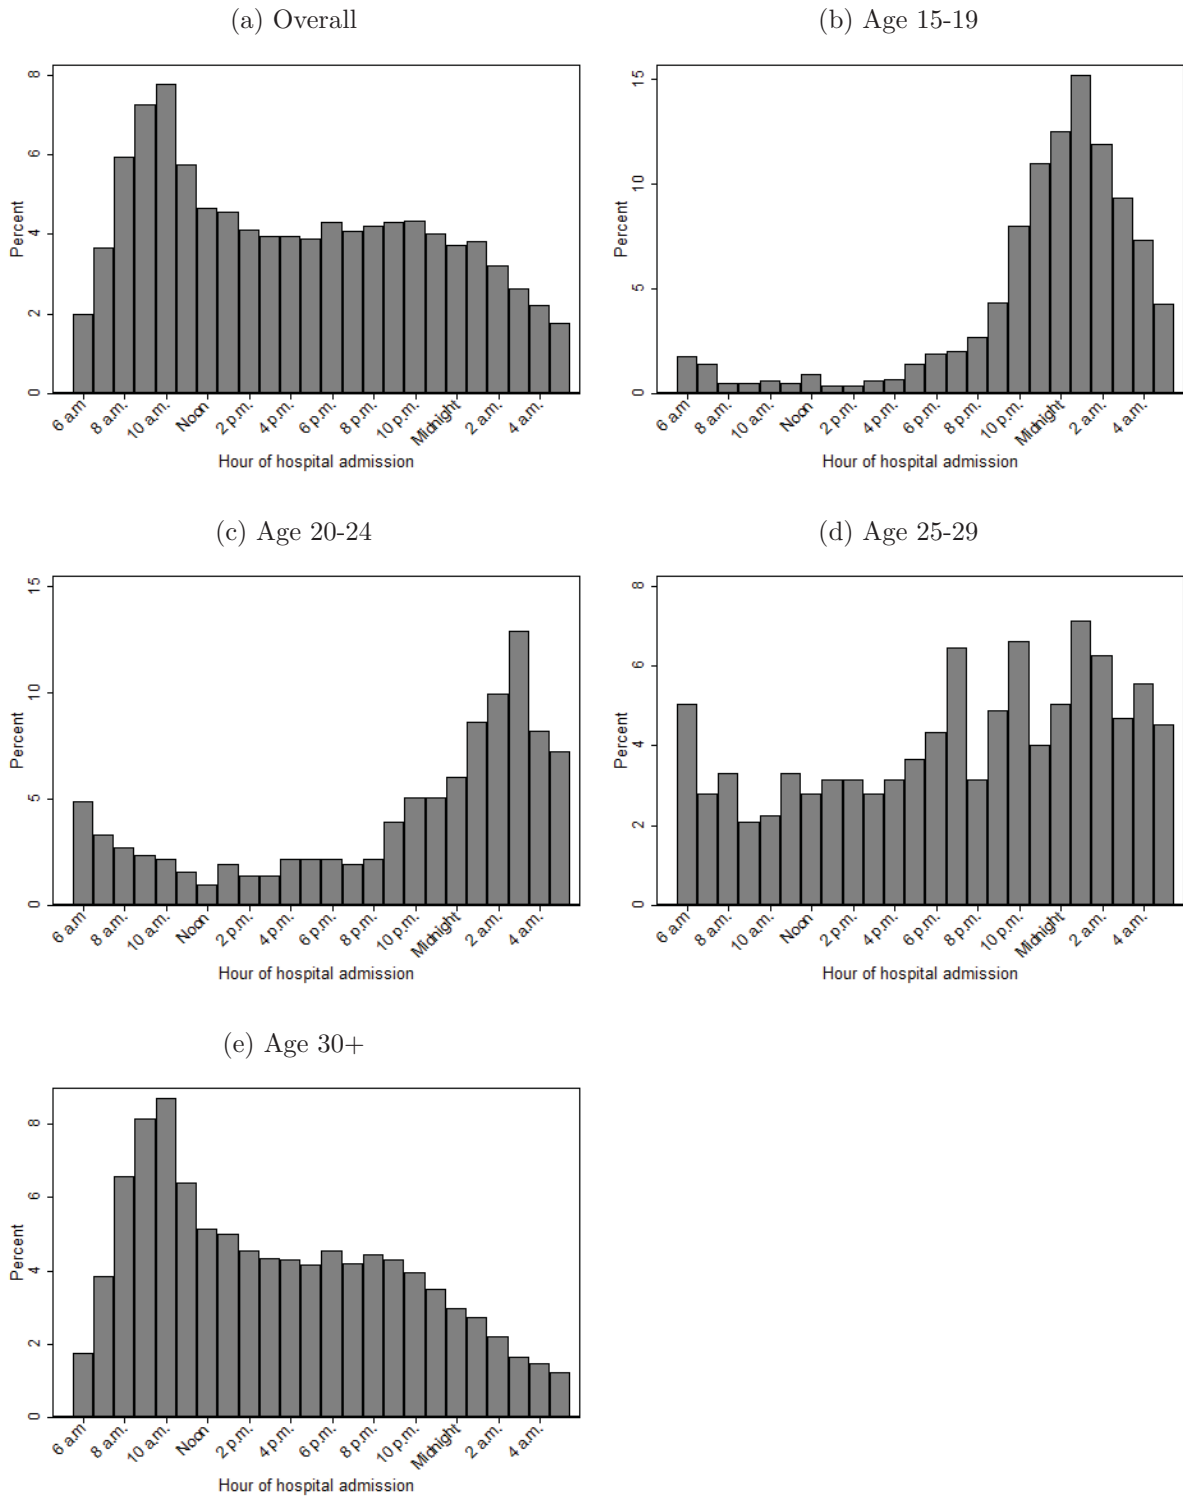 (a) Overall
8
6
4
2
0
Percent
6 a.m
8 a.m.
10 a.m.
Noon
2 p.m.
4 p.m.
6 p.m.
8 p.m.
10 p.m.
Midnight
2 a.m.
4 a.m.
Hour of hospital admission
(b) Age 15-19
15
10
5
0
Percent
6 a.m
8 a.m.
10 a.m.
Noon
2 p.m.
4 p.m.
6 p.m.
8 p.m.
10 p.m.
Midnight
2 a.m.
4 a.m.
Hour of hospital admission
(c) Age 20-24
15
10
5
0
Percent
6 a.m
8 a.m.
10 a.m.
Noon
2 p.m.
4 p.m.
6 p.m.
8 p.m.
10 p.m.
Midnight
2 a.m.
4 a.m.
Hour of hospital admission
(d) Age 25-29
8
6
4
2
0
Percent
6 a.m
8 a.m.
10 a.m.
Noon
2 p.m.
4 p.m.
6 p.m.
8 p.m.
10 p.m.
Midnight
2 a.m.
4 a.m.
Hour of hospital admission
(e) Age 30+
8
6
4
2
0
Percent
6 a.m
8 a.m.
10 a.m.
Noon
2 p.m.
4 p.m.
6 p.m.
8 p.m.
10 p.m.
Midnight
2 a.m.
4 a.m.
Hour of hospital admission